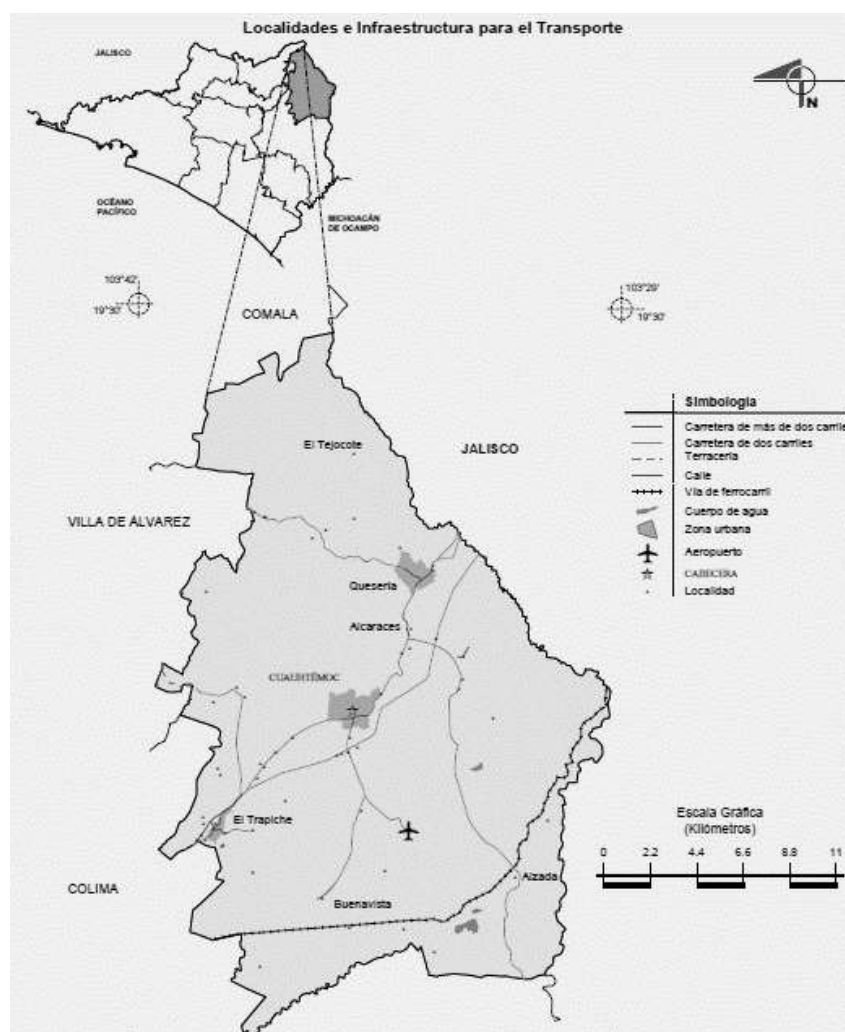 Localidades e Infraestructura para el Transporte
JALISCO
N
OCÉANO
PACÍFICO
MICHOACÁN
DE OCAMPO
103°42'
19°30'
103°29'
19°30'
COMALA
Simbología
El Tejocote
JALISCO
Carretera de más de dos carriles
Carretera de dos carriles
Terracería
Calle
Vía de ferrocarril
Cuerpo de agua
Zona urbana
Aeropuerto
CABECERA
Localidad
VILLA DE ÁLVAREZ
Quesería
Alcaraces
CUAUHTÉMOC
El Trapiche
Escala Gráfica
(Kilómetros)
0 2.2 4.4 6.6 8.8 11
COLIMA
Alzada
Buenavista